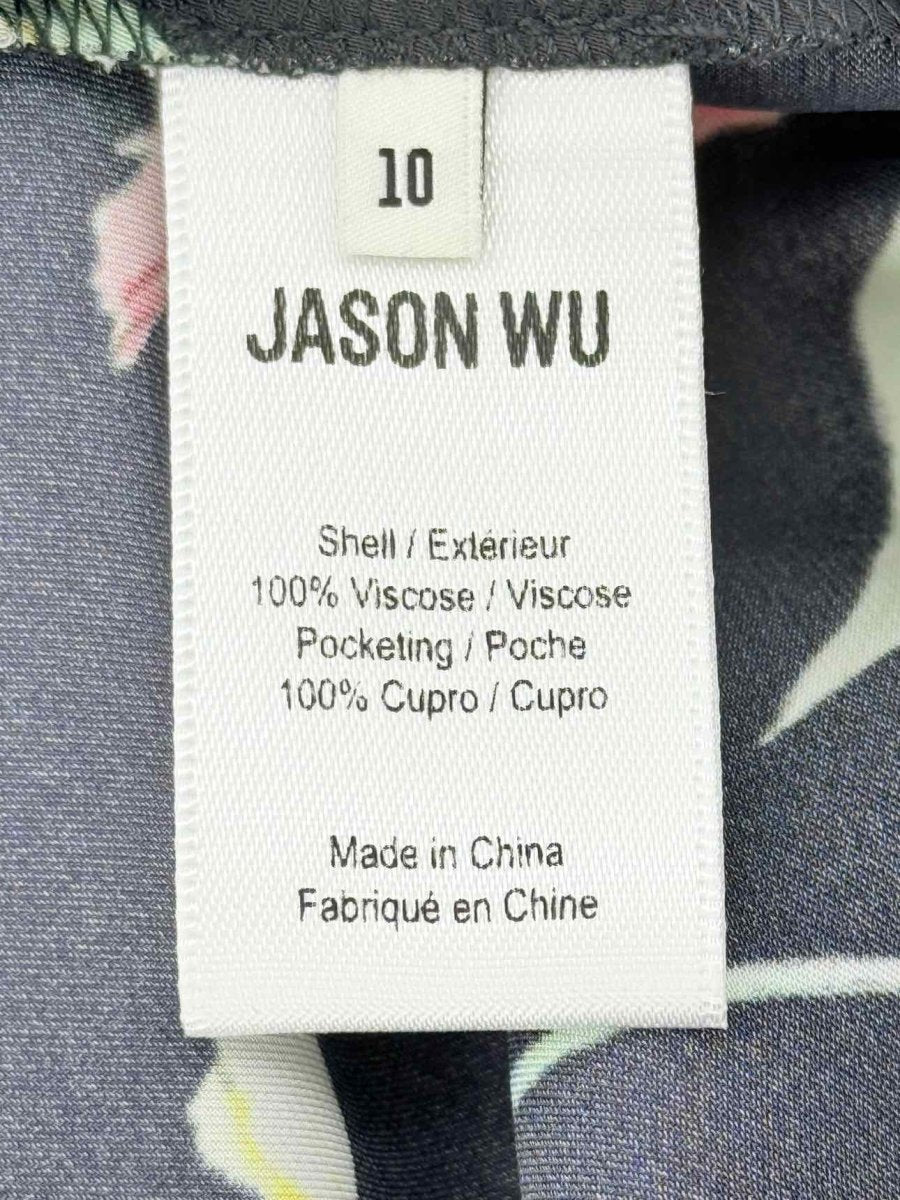 10
JASON WU
Shell / Extérieur
100% Viscose / Viscose
Pocketing / Poche
100% Cupro / Cupro
Made in China
Fabriqué en Chine